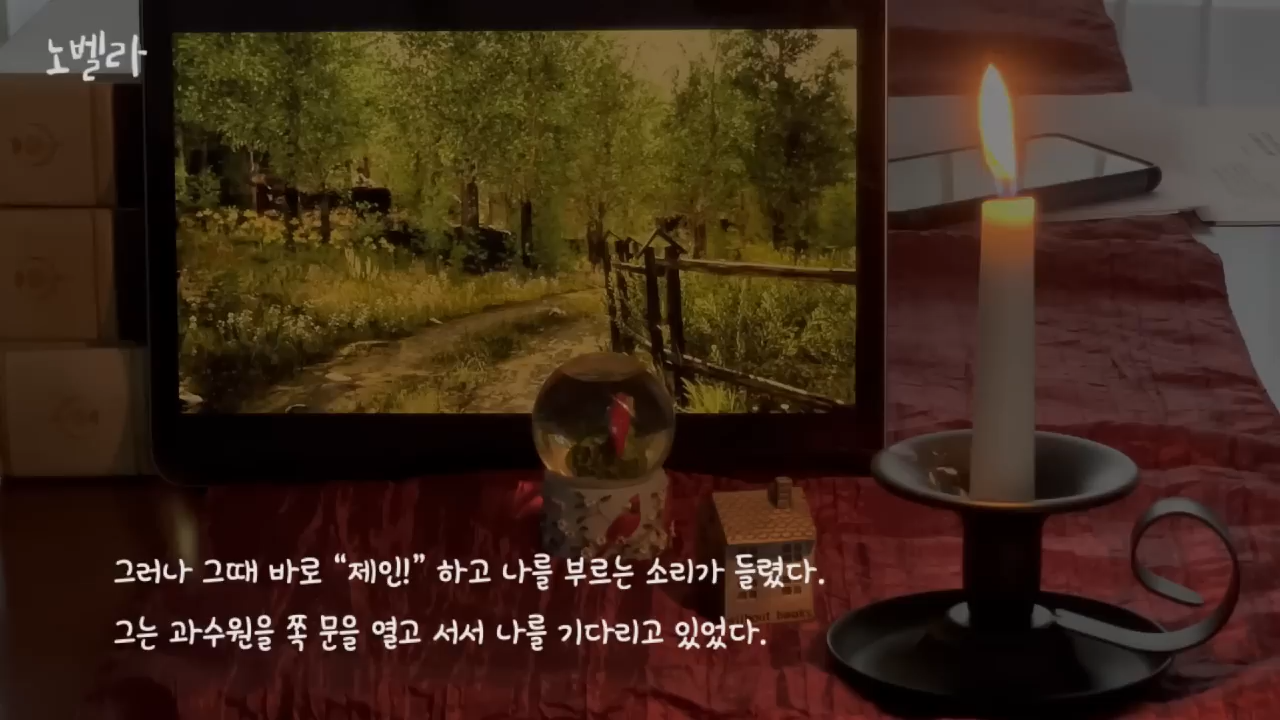 노벨라
그러나 그때 바로 “제인!” 하고 나를 부르는 소리가 들렸다.
그는 과수원을 쪽 문을 열고 서서 나를 기다리고 있었다.